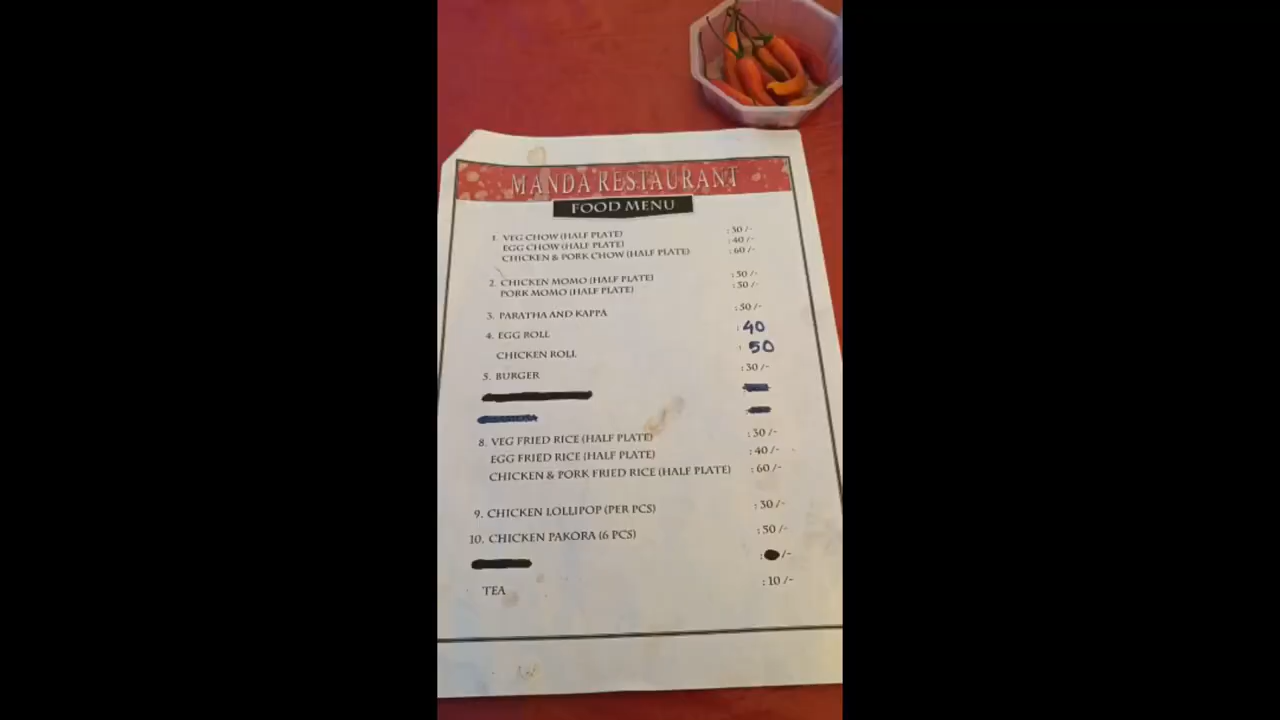 MANDA RESTAURANT
FOOD MENU
1. VEG CHOW (HALF PLATE) : 30 /-
EGG CHOW (HALF PLATE) : 40 /-
CHICKEN & PORK CHOW (HALF PLATE) : 60 /-
2. CHICKEN MOMO (HALF PLATE) : 50 /-
PORK MOMO (HALF PLATE) : 50 /-
3. PARATHA AND KAPPA : 50 /-
4. EGG ROLL : 40
CHICKEN ROLL : 50
5. BURGER : 30 /-
8. VEG FRIED RICE (HALF PLATE) : 30 /-
EGG FRIED RICE (HALF PLATE) : 40 /-
CHICKEN & PORK FRIED RICE (HALF PLATE) : 60 /-
9. CHICKEN LOLLIPOP (PER PCS) : 30 /-
10. CHICKEN PAKORA (6 PCS) : 50 /-
: /-
TEA : 10 /-